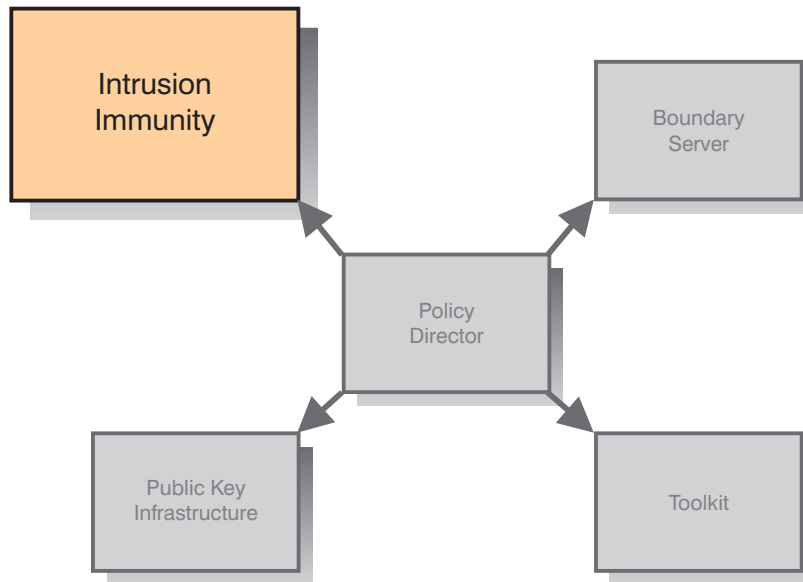 Intrusion
Immunity
Boundary
Server
Policy
Director
Public Key
Infrastructure
Toolkit